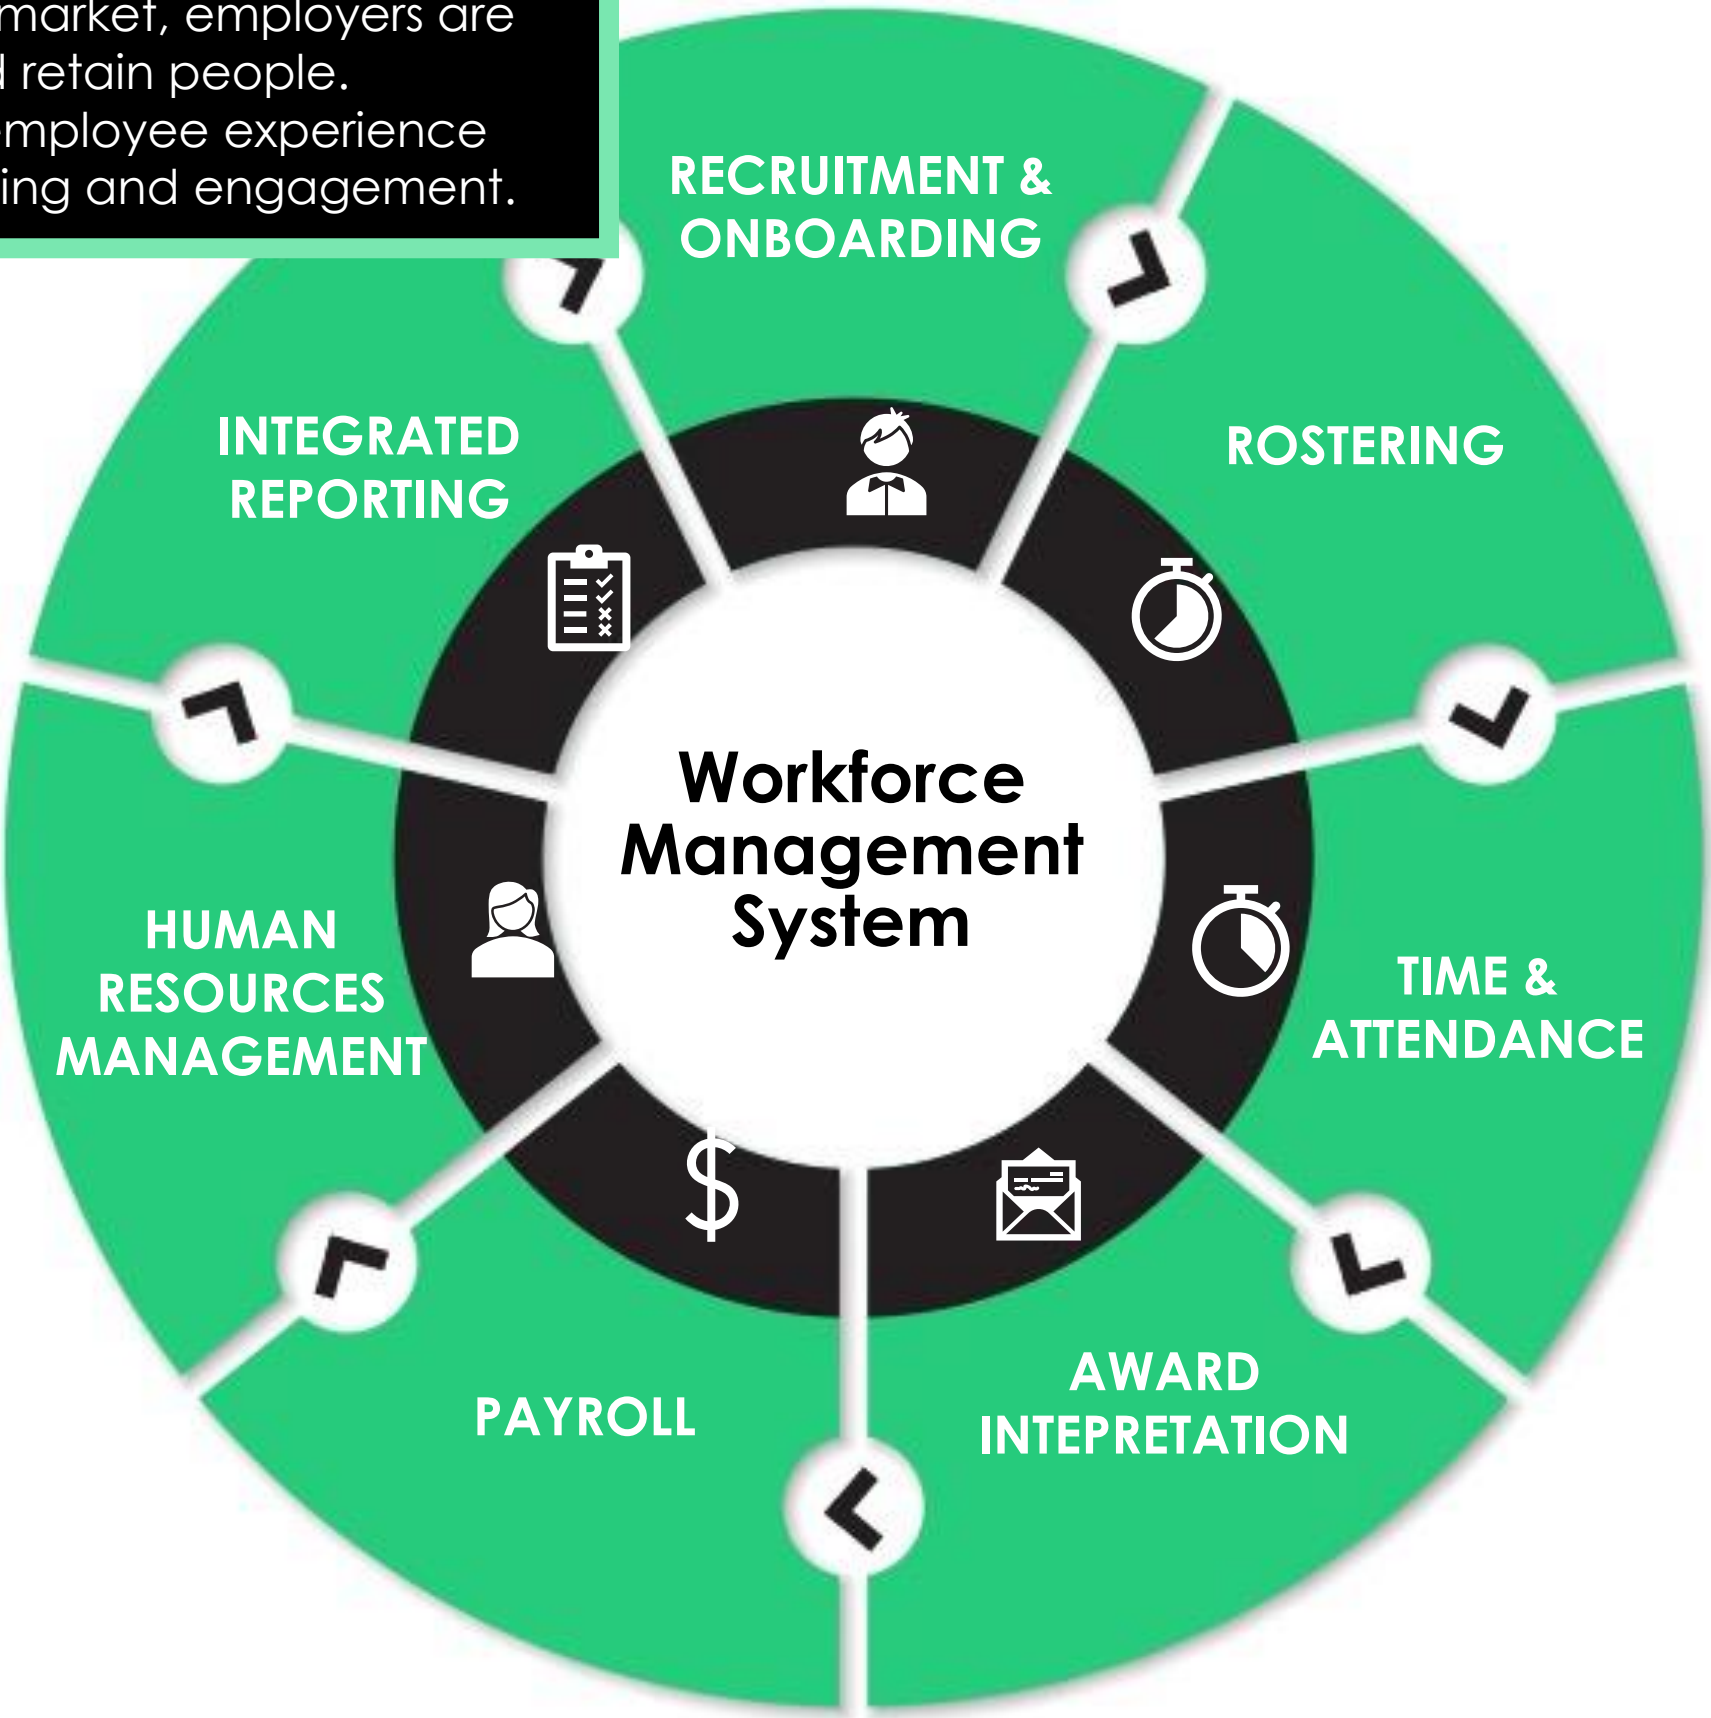 market, employers are
retain people.
employee experience
ing and engagement.
RECRUITMENT &
ONBOARDING
ROSTERING
TIME &
ATTENDANCE
AWARD
INTEPRETATION
PAYROLL
HUMAN
RESOURCES
MANAGEMENT
INTEGRATED
REPORTING
Workforce
Management
System